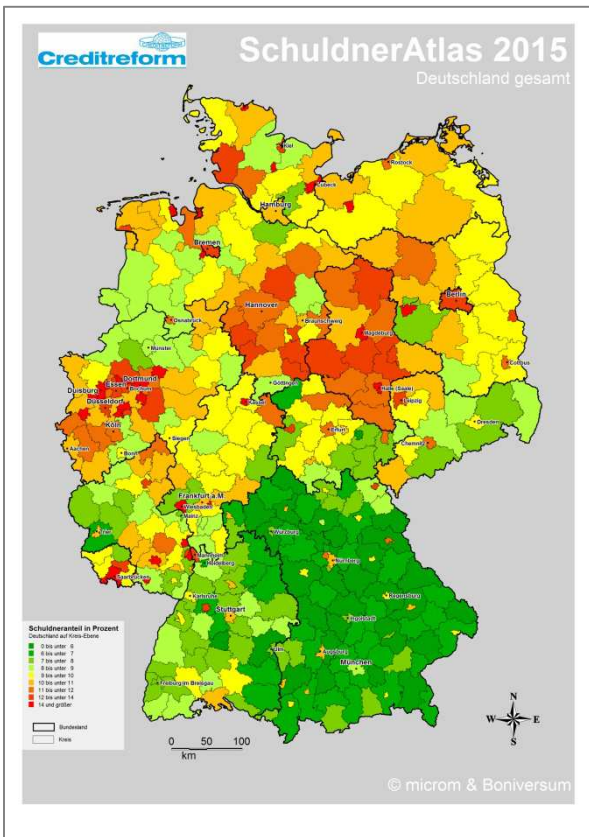 Creditreform
SchuldnerAtlas 2015
Deutschland gesamt
Kiel
Rostock
Lübeck
Hamburg
Bremen
Berlin
Hannover
Osnabrück
Braunschweig
Magdeburg
Münster
Cottbus
Dortmund
Essen
Bochum
Duisburg
Göttingen
Halle (Saale)
Leipzig
Düsseldorf
Kassel
Köln
Dresden
Erfurt
Aachen
Siegen
Chemnitz
Bonn
Frankfurt a.M.
Wiesbaden
Mainz
Trier
Würzburg
Mannheim
Heidelberg
Nürnberg
Saarbrücken
Karlsruhe
Regensburg
Stuttgart
Ingolstadt
Ulm
Augsburg
München
Freiburg im Breisgau
Schuldneranteil in Prozent
Deutschland auf Kreis-Ebene
0 bis unter 6
6 bis unter 7
7 bis unter 8
8 bis unter 9
9 bis unter 10
10 bis unter 11
11 bis unter 12
12 bis unter 14
14 und größer
Bundesland
Kreis
0 50 100
km
N
W E
S
© microm & Boniversum